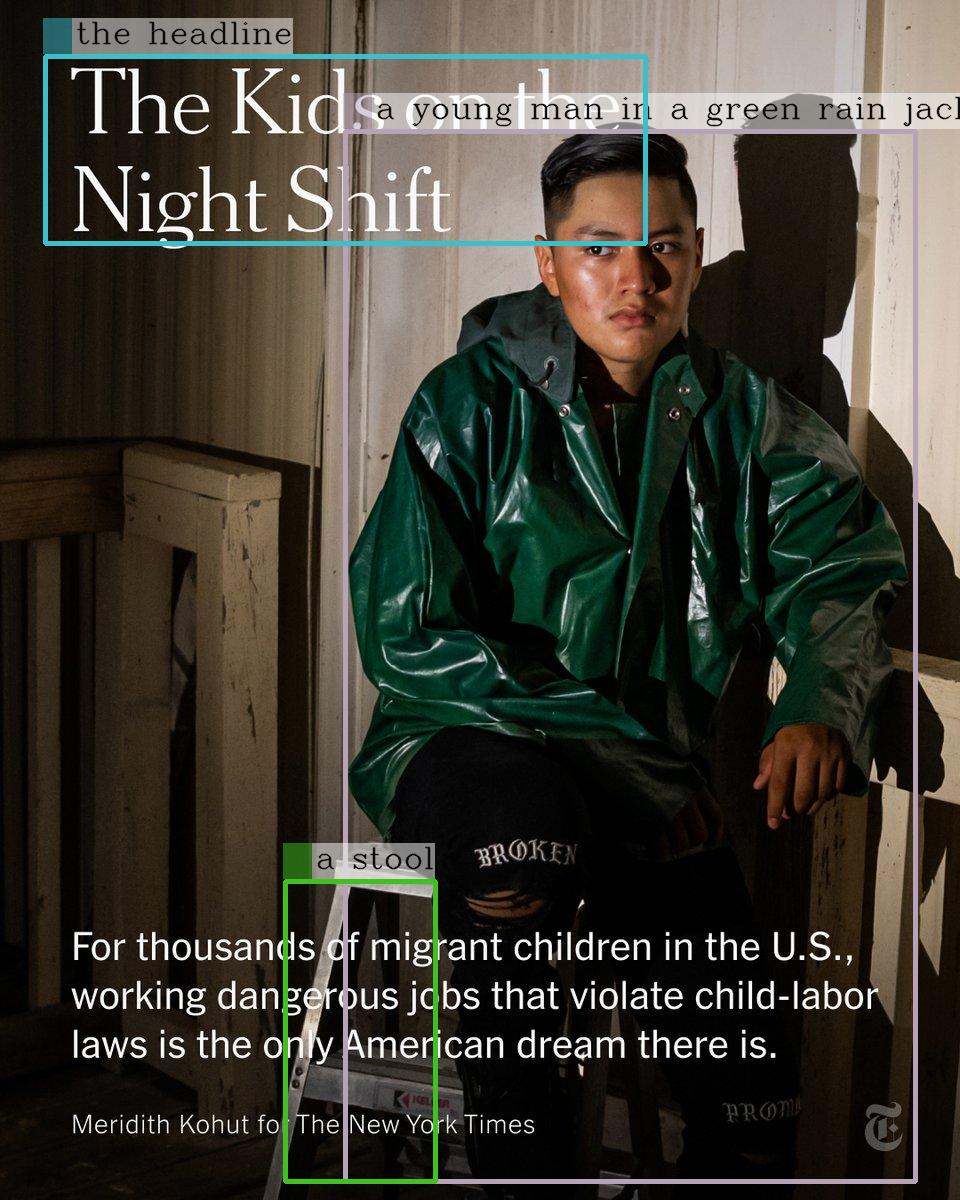 the headline
The Kids on the
a young man in a green rain jac
Night Shift
BROKEN
a stool
For thousands of migrant children in the U.S.,
working dangerous jobs that violate child-labor
laws is the only American dream there is.
KELLER
PROM
Meridith Kohut for The New York Times
T